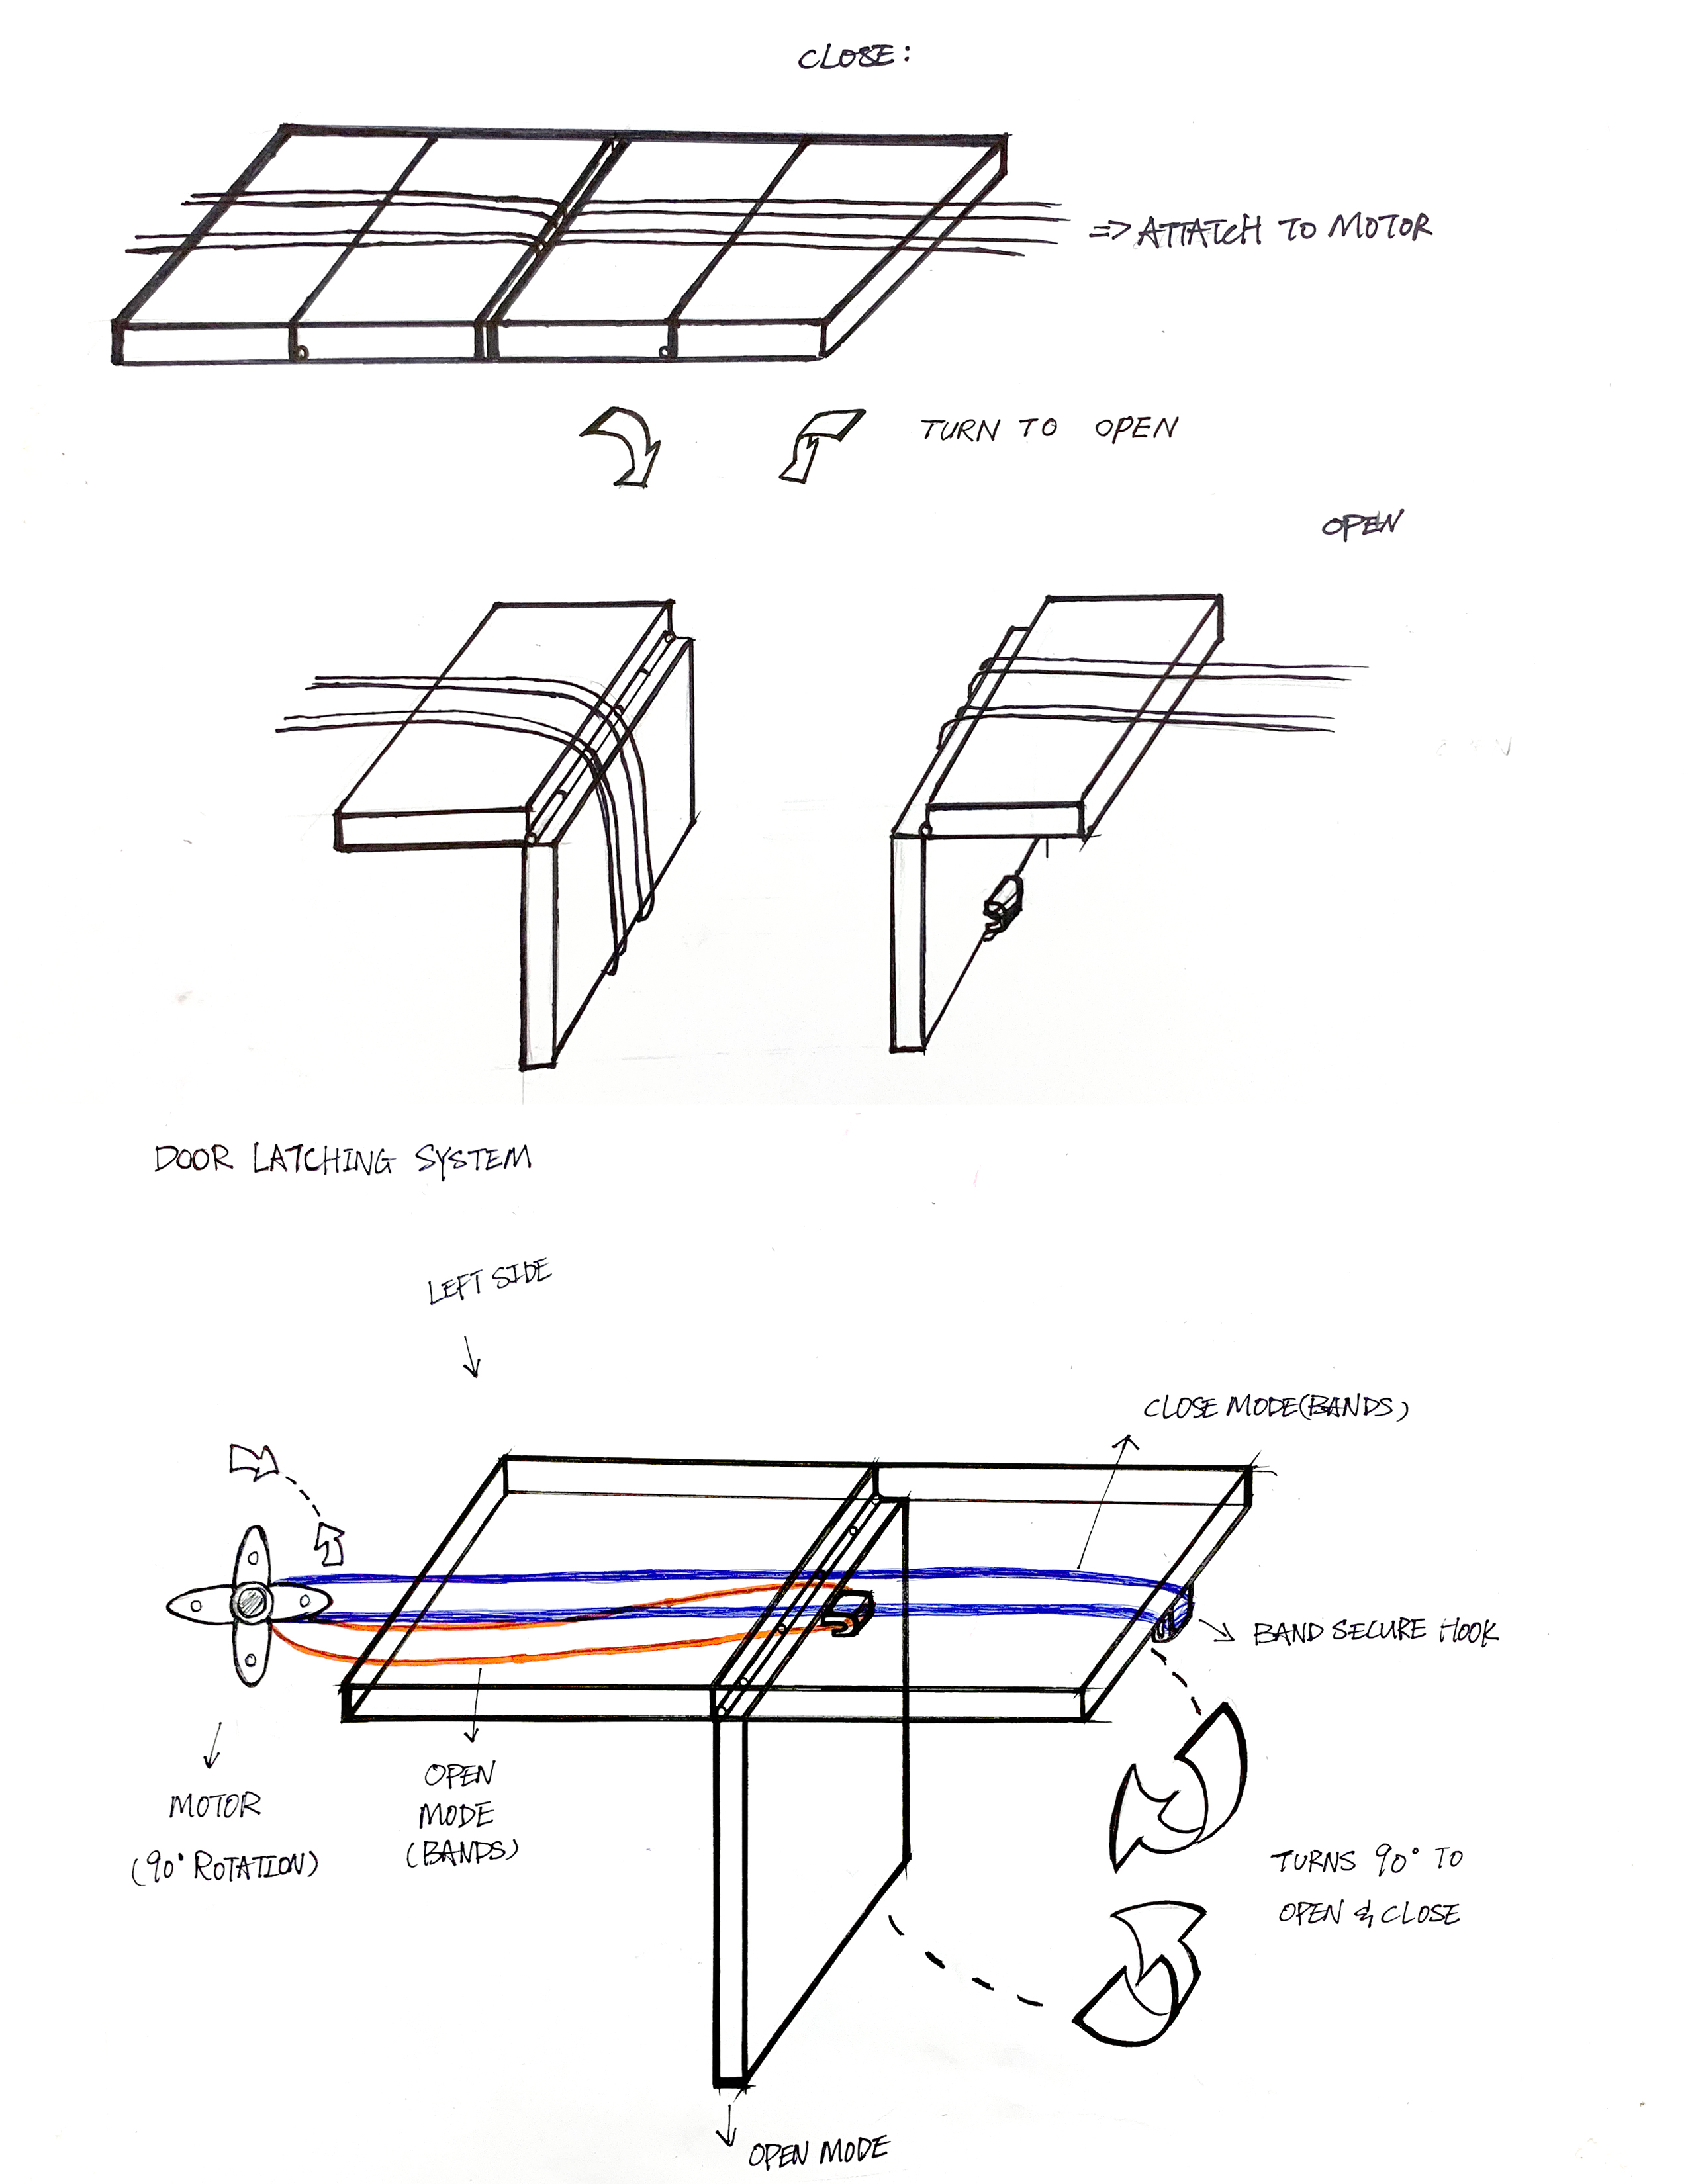 CLOSE:
=> ATTATCH TO MOTOR
TURN TO OPEN
OPEN
DOOR LATCHING SYSTEM
LEFT SIDE
CLOSE MODE(BANDS)
BAND SECURE HOOK
MOTOR
(90° ROTATION)
OPEN
MODE
(BANDS)
TURNS 90° TO
OPEN & CLOSE
OPEN MODE